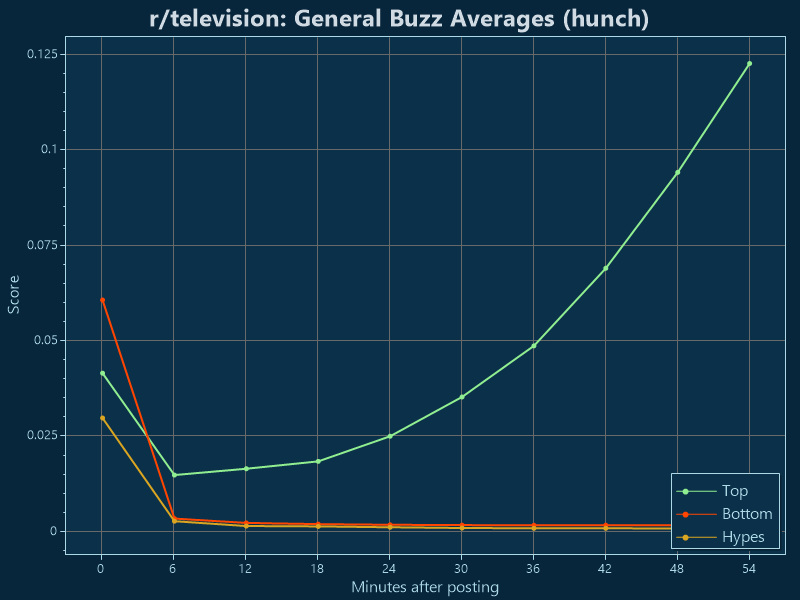 r/television: General Buzz Averages (hunch)
0.125
0.1
0.075
0.05
0.025
0
Score
0 6 12 18 24 30 36 42 48 54
Minutes after posting
Top
Bottom
Hypes